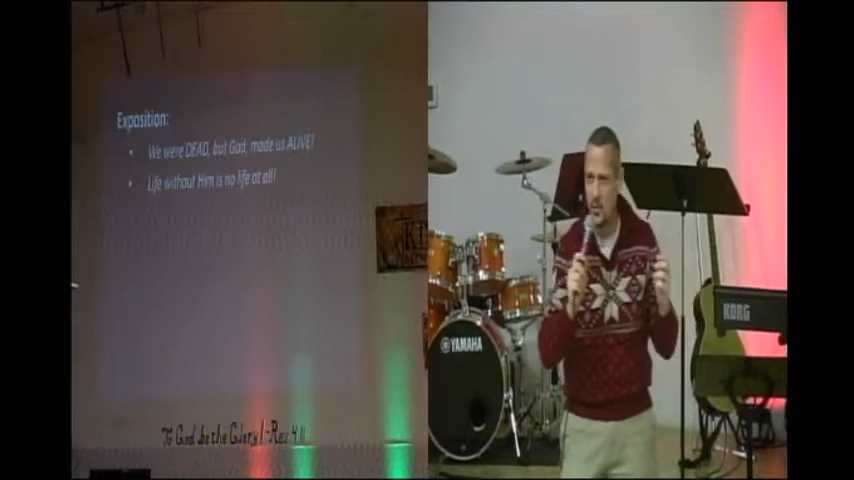 Exposition:
• We were DEAD, but God, made us ALIVE!
• Life without Him is no life at all!
To God be the Glory! - Rev. 4:11
YAMAHA
KORG